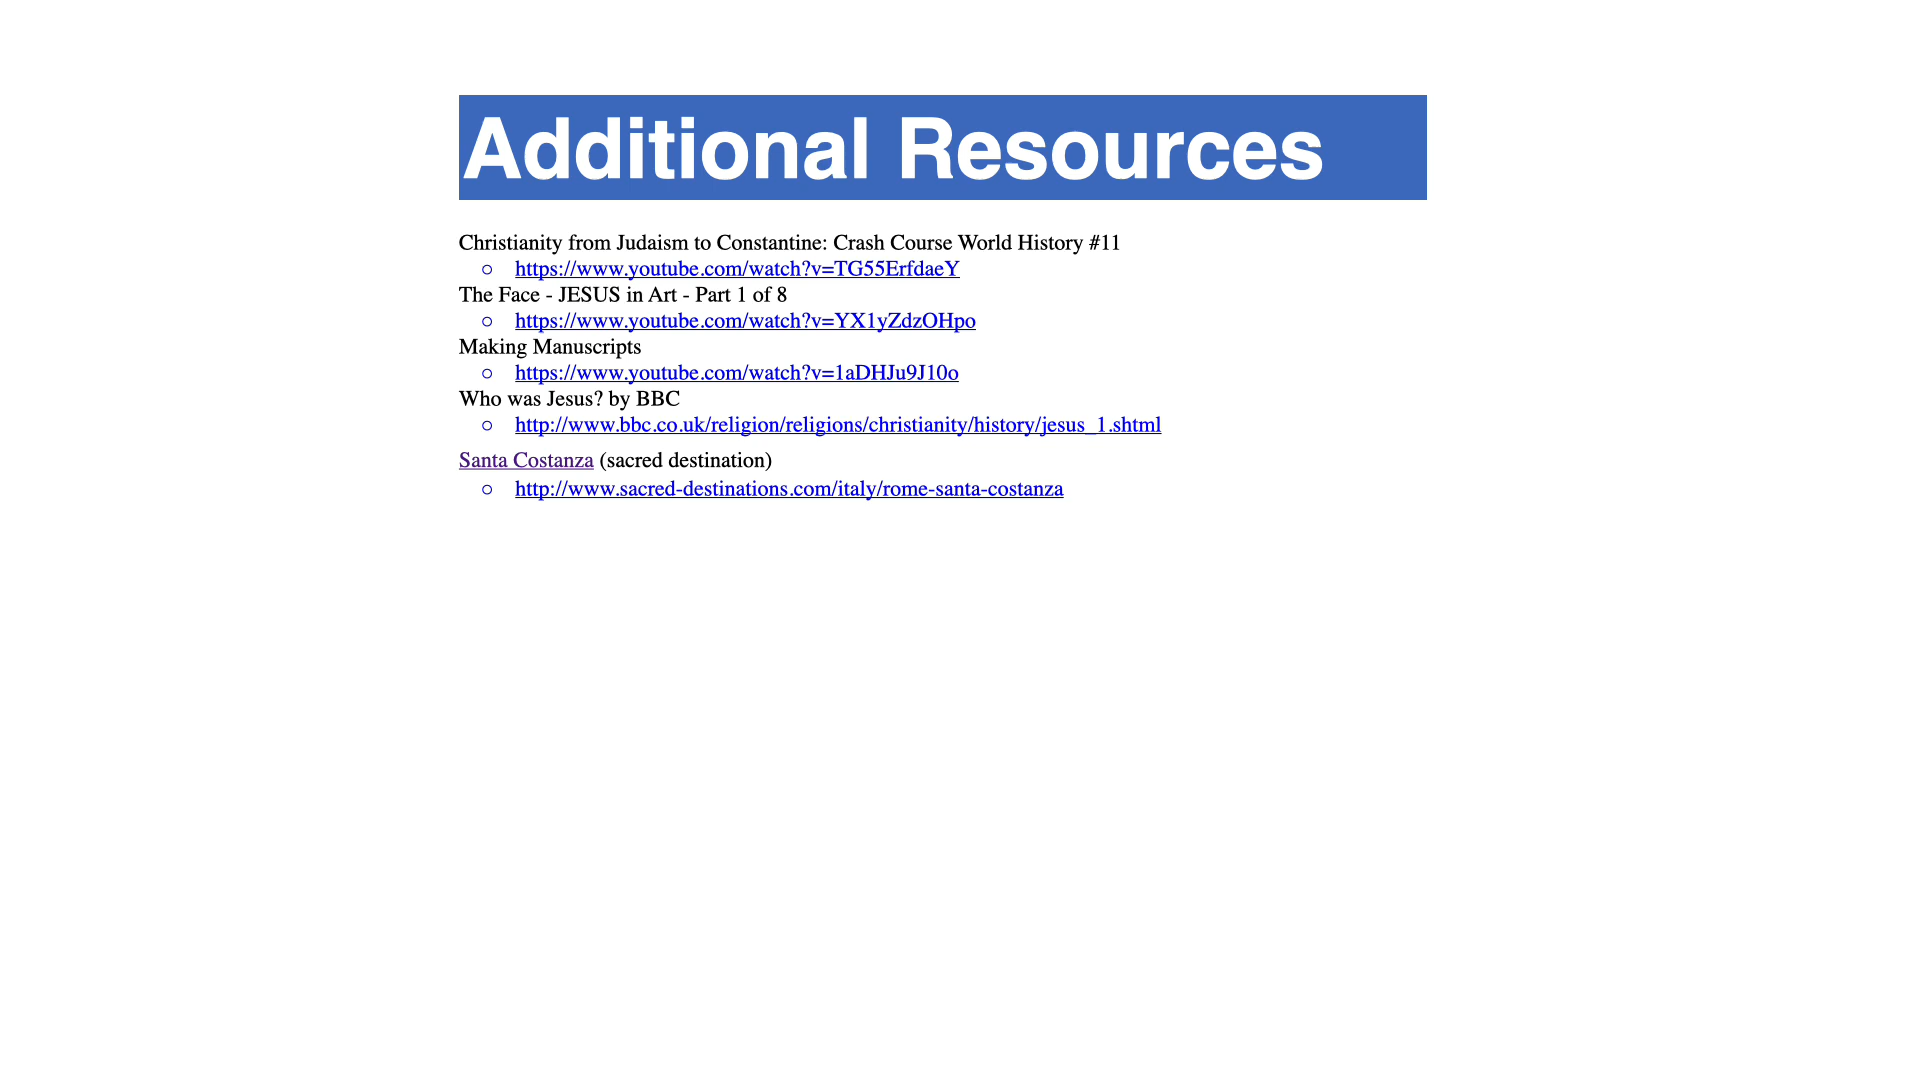 Additional Resources
Christianity from Judaism to Constantine: Crash Course World History #11
○ https://www.youtube.com/watch?v=TG55ErfdaeY
The Face - JESUS in Art - Part 1 of 8
○ https://www.youtube.com/watch?v=YX1yZdzOHpo
Making Manuscripts
○ https://www.youtube.com/watch?v=1aDHJu9J10o
Who was Jesus? by BBC
○ http://www.bbc.co.uk/religion/religions/christianity/history/jesus_1.shtml
Santa Costanza (sacred destination)
○ http://www.sacred-destinations.com/italy/rome-santa-costanza